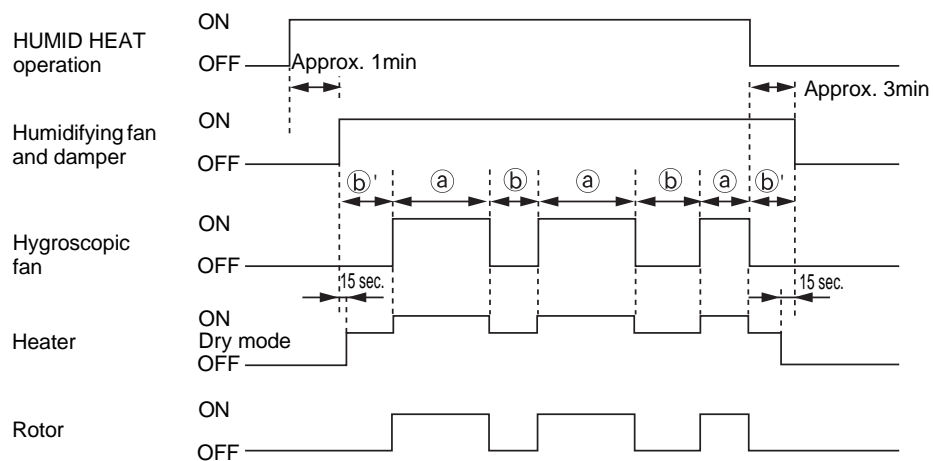 HUMID HEAT
operation
ON
OFF
Approx. 1min
Approx. 3min
Humidifying fan
and damper
ON
OFF
ⓑ' ⓐ ⓑ ⓐ ⓑ ⓐ ⓑ'
Hygroscopic
fan
ON
OFF
15 sec.
15 sec.
Heater
ON
Dry mode
OFF
Rotor
ON
OFF